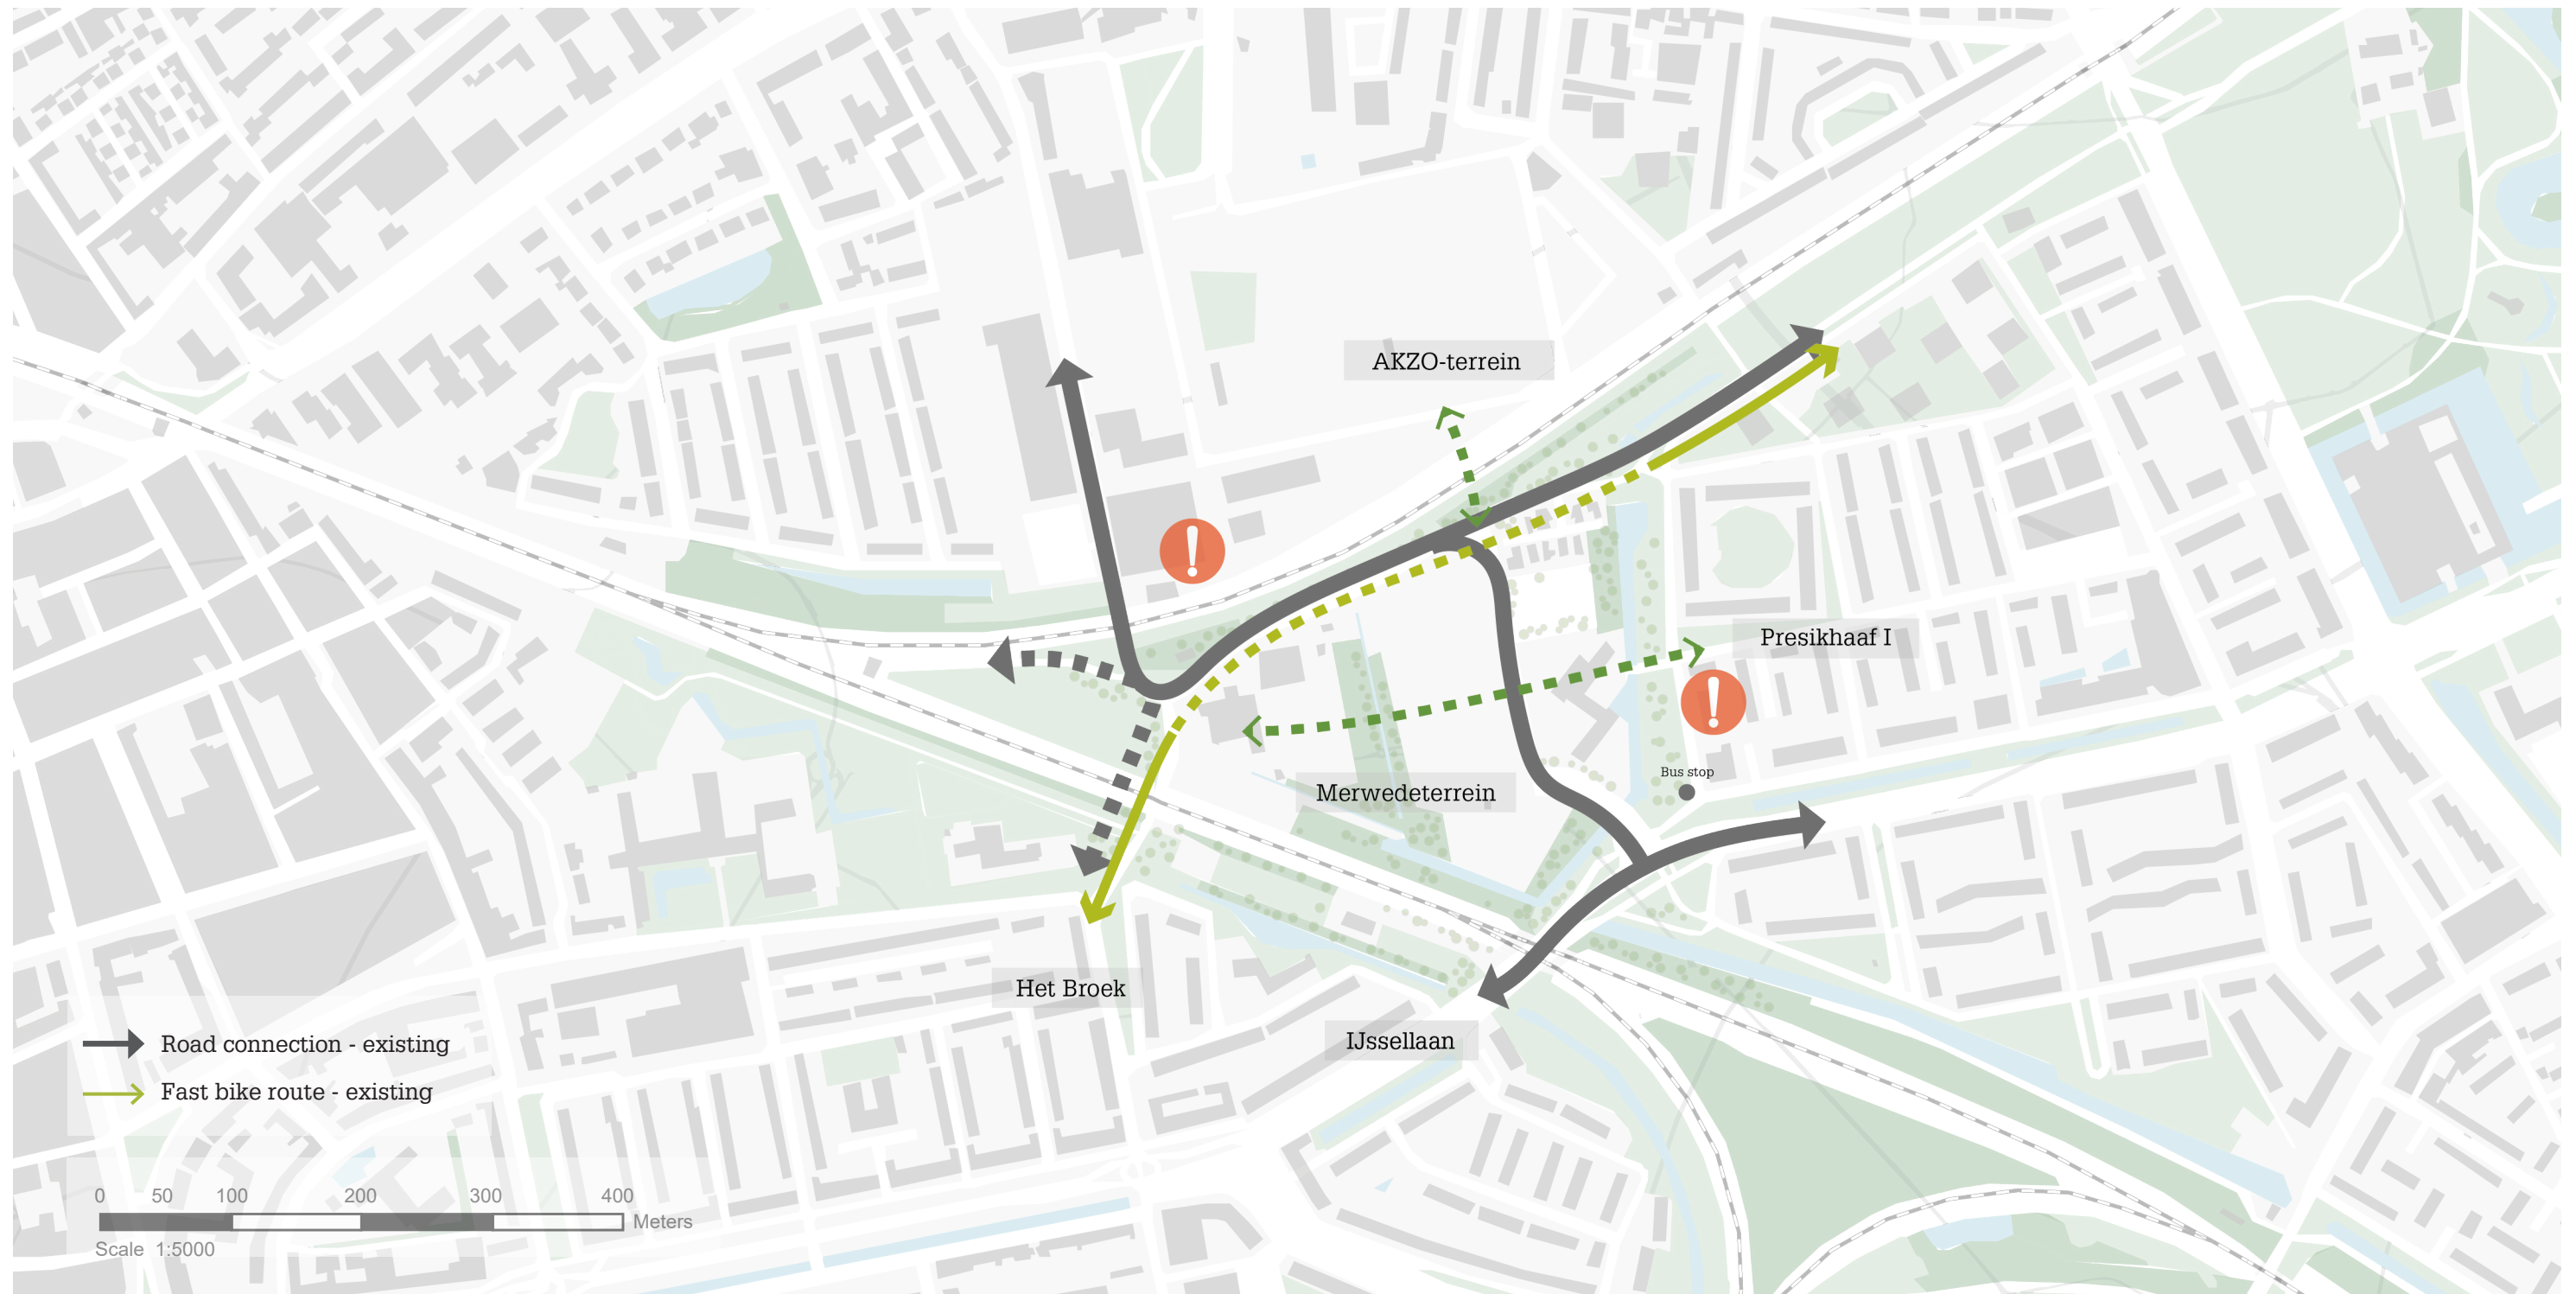 AKZO-terrein
Presikhaaf I
Bus stop
Merwedeterrein
Het Broek
IJssellaan
Road connection - existing
Fast bike route - existing
0 50 100 200 300 400
Meters
Scale 1:5000